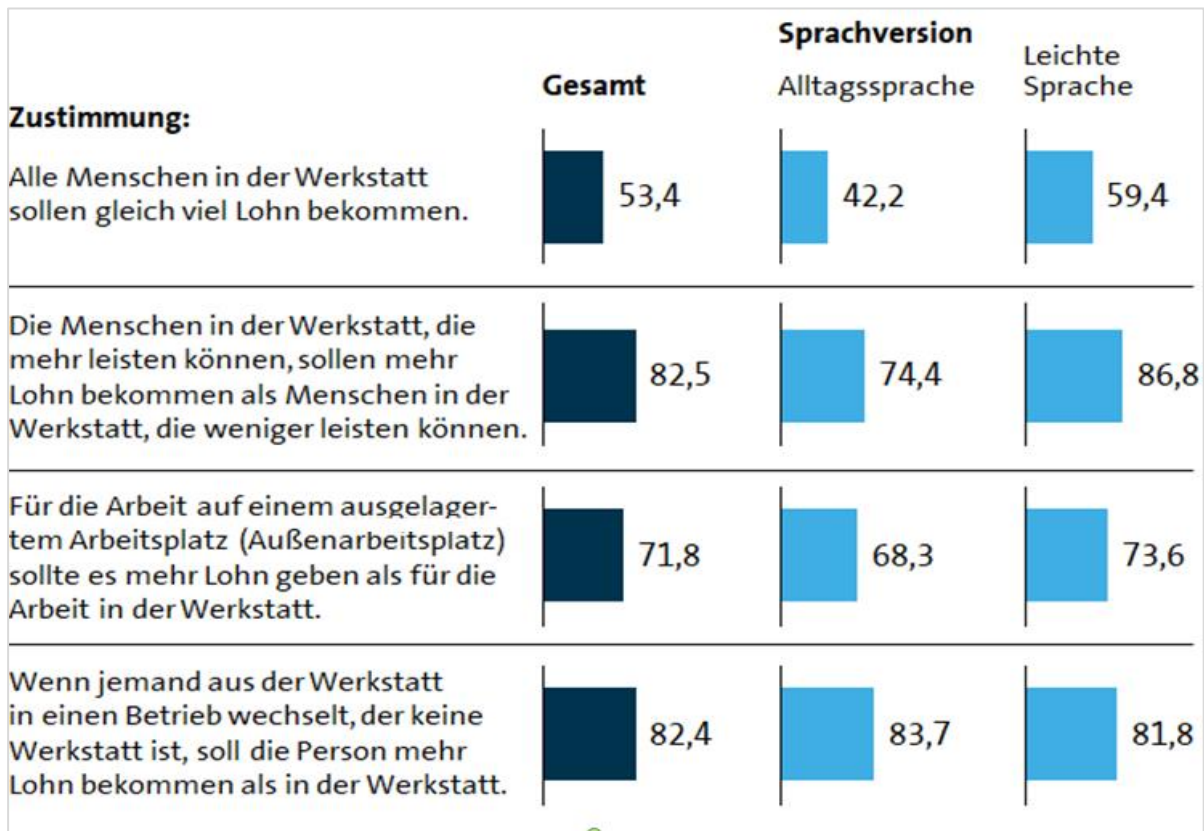 Sprachversion
Gesamt
Alltagssprache
Leichte
Sprache
Zustimmung:
Alle Menschen in der Werkstatt
sollen gleich viel Lohn bekommen.
53,4
42,2
59,4
Die Menschen in der Werkstatt, die
mehr leisten können, sollen mehr
Lohn bekommen als Menschen in der
Werkstatt, die weniger leisten können.
82,5
74,4
86,8
Für die Arbeit auf einem ausgelager-
tem Arbeitsplatz (Außenarbeitsplatz)
sollte es mehr Lohn geben als für die
Arbeit in der Werkstatt.
71,8
68,3
73,6
Wenn jemand aus der Werkstatt
in einen Betrieb wechselt, der keine
Werkstatt ist, soll die Person mehr
Lohn bekommen als in der Werkstatt.
82,4
83,7
81,8